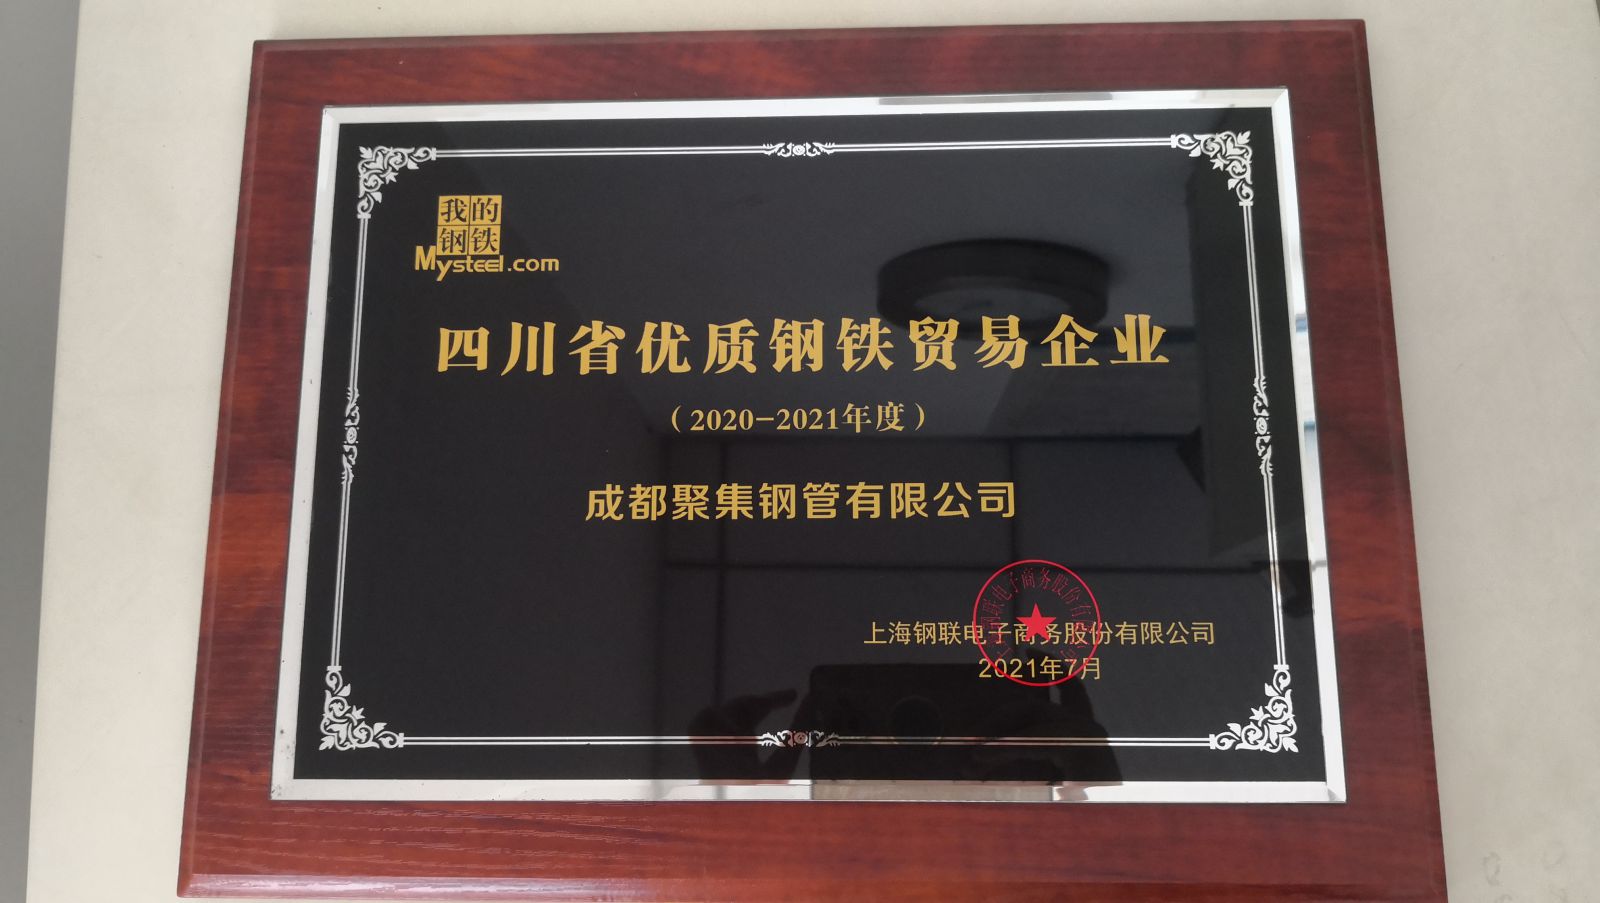 我的
钢铁
Mysteel.com
四川省优质钢铁贸易企业
（2020-2021年度）
成都聚集钢管有限公司
上海钢联电子商务股份有限公司
2021年7月